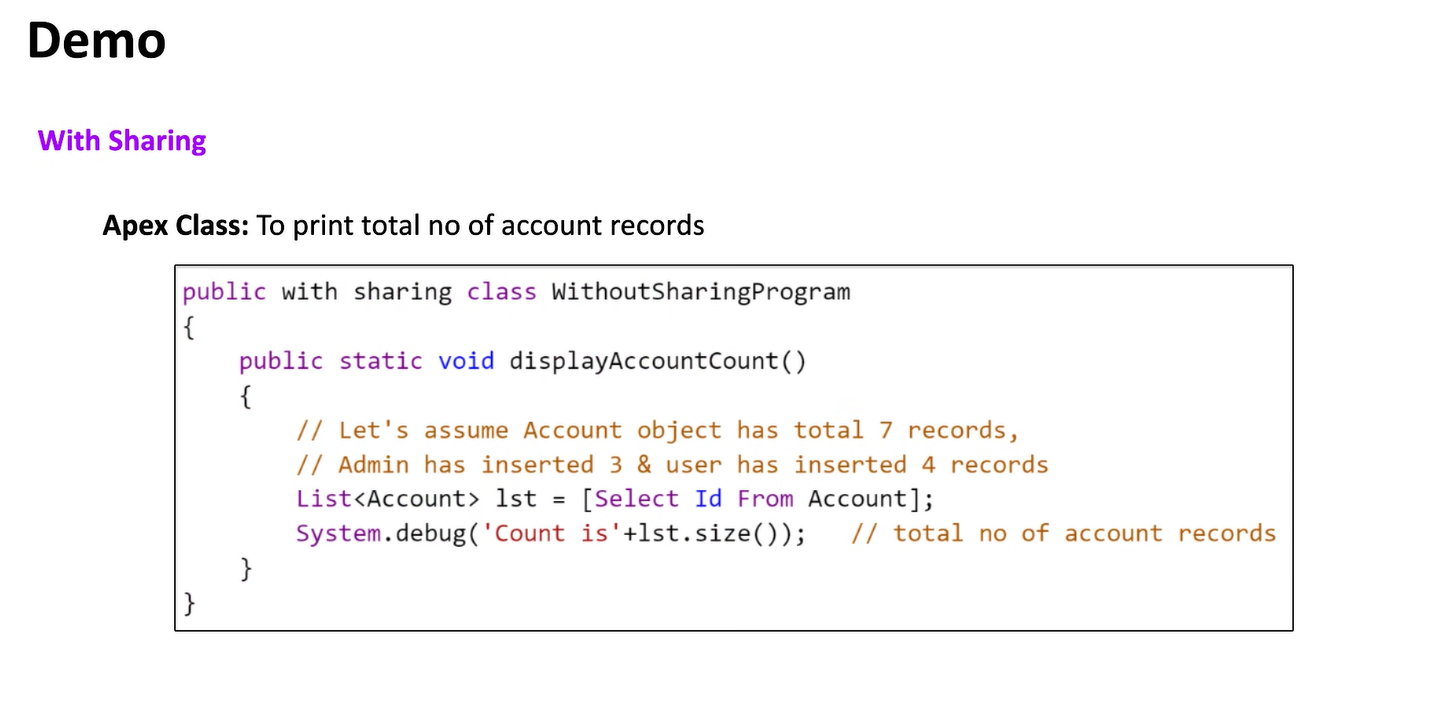 Demo
With Sharing
Apex Class: To print total no of account records
public with sharing class WithoutSharingProgram
{
    public static void displayAccountCount()
    {
        // Let's assume Account object has total 7 records,
        // Admin has inserted 3 & user has inserted 4 records
        List<Account> lst = [Select Id From Account];
        System.debug('Count is'+lst.size());   // total no of account records
    }
}